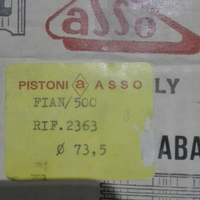 asso
PISTONI a ASSO
LY
FIAN/500
RIF.2363
ø 73,5
ABA